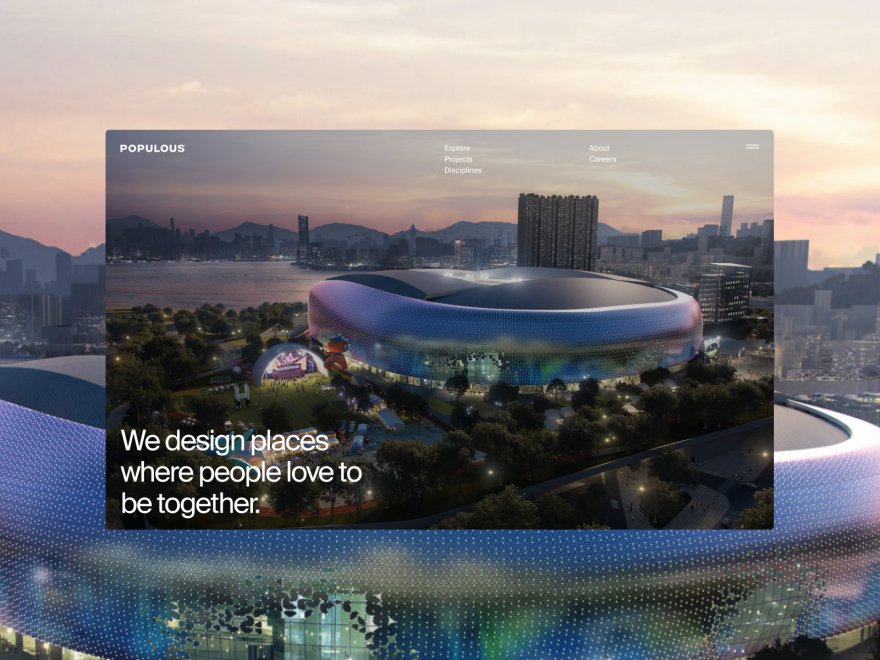 POPULOUS
Explore
Projects
Disciplines
About
Careers
We design places
where people love to
be together.